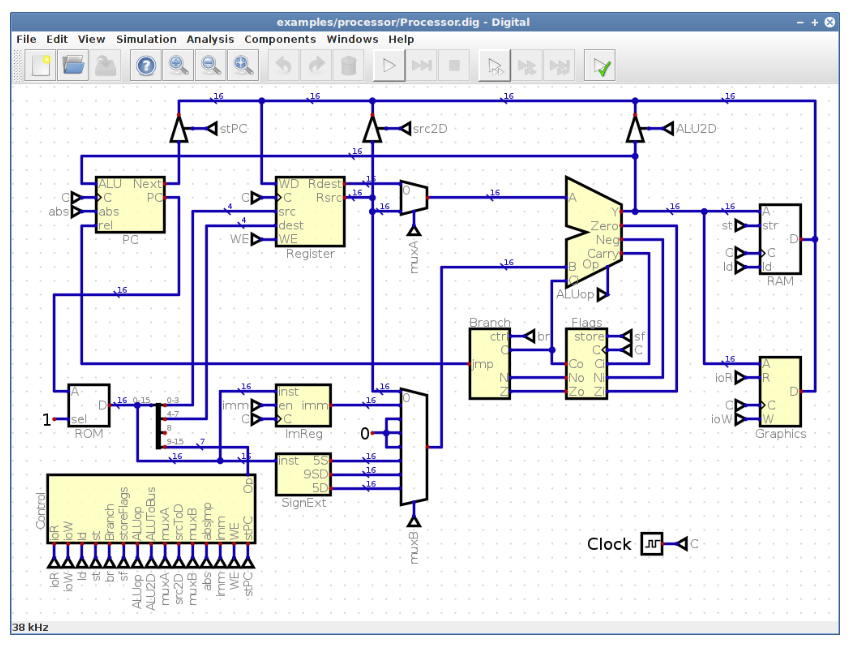 examples/processor/Processor.dig - Digital
File Edit View Simulation Analysis Components Windows Help
16 16 16 16
stPC src2D ALU2D
16
ALU Next
C PC
abs abs
rel
PC
WD Rdest 16
C C Rsrc 16
4 src
4 dest
WE WE
Register
0
muxA
16
A
Y
Zero
Neg
Carry
B Op
Ci
ALUop
16 16
A
st str
C C D
ld ld
RAM
16
16
Branch
ctrl br
C
jmp
N
Z
Flags
store sf
C C
Co Ci
No Ni
Zo Zi
16
A
ioR R
D
C C
ioW W
Graphics
A
D 16
1 sel
ROM
0-15 0-3
4-7
8
9-15 7
16 16
16 inst
imm en imm 16
C C
ImReg
16
0
0
inst 5S 16
9SD 16
5D 16
SignExt
muxB
Control
Op
ioR ioW ld st Branch storeFlags ALUop ALUToBus muxA srcToD muxB absJmp imm WE stPC
ioR ioW ld st br sf ALUop ALU2D muxA src2D muxB abs imm WE stPC
Clock C
38 kHz